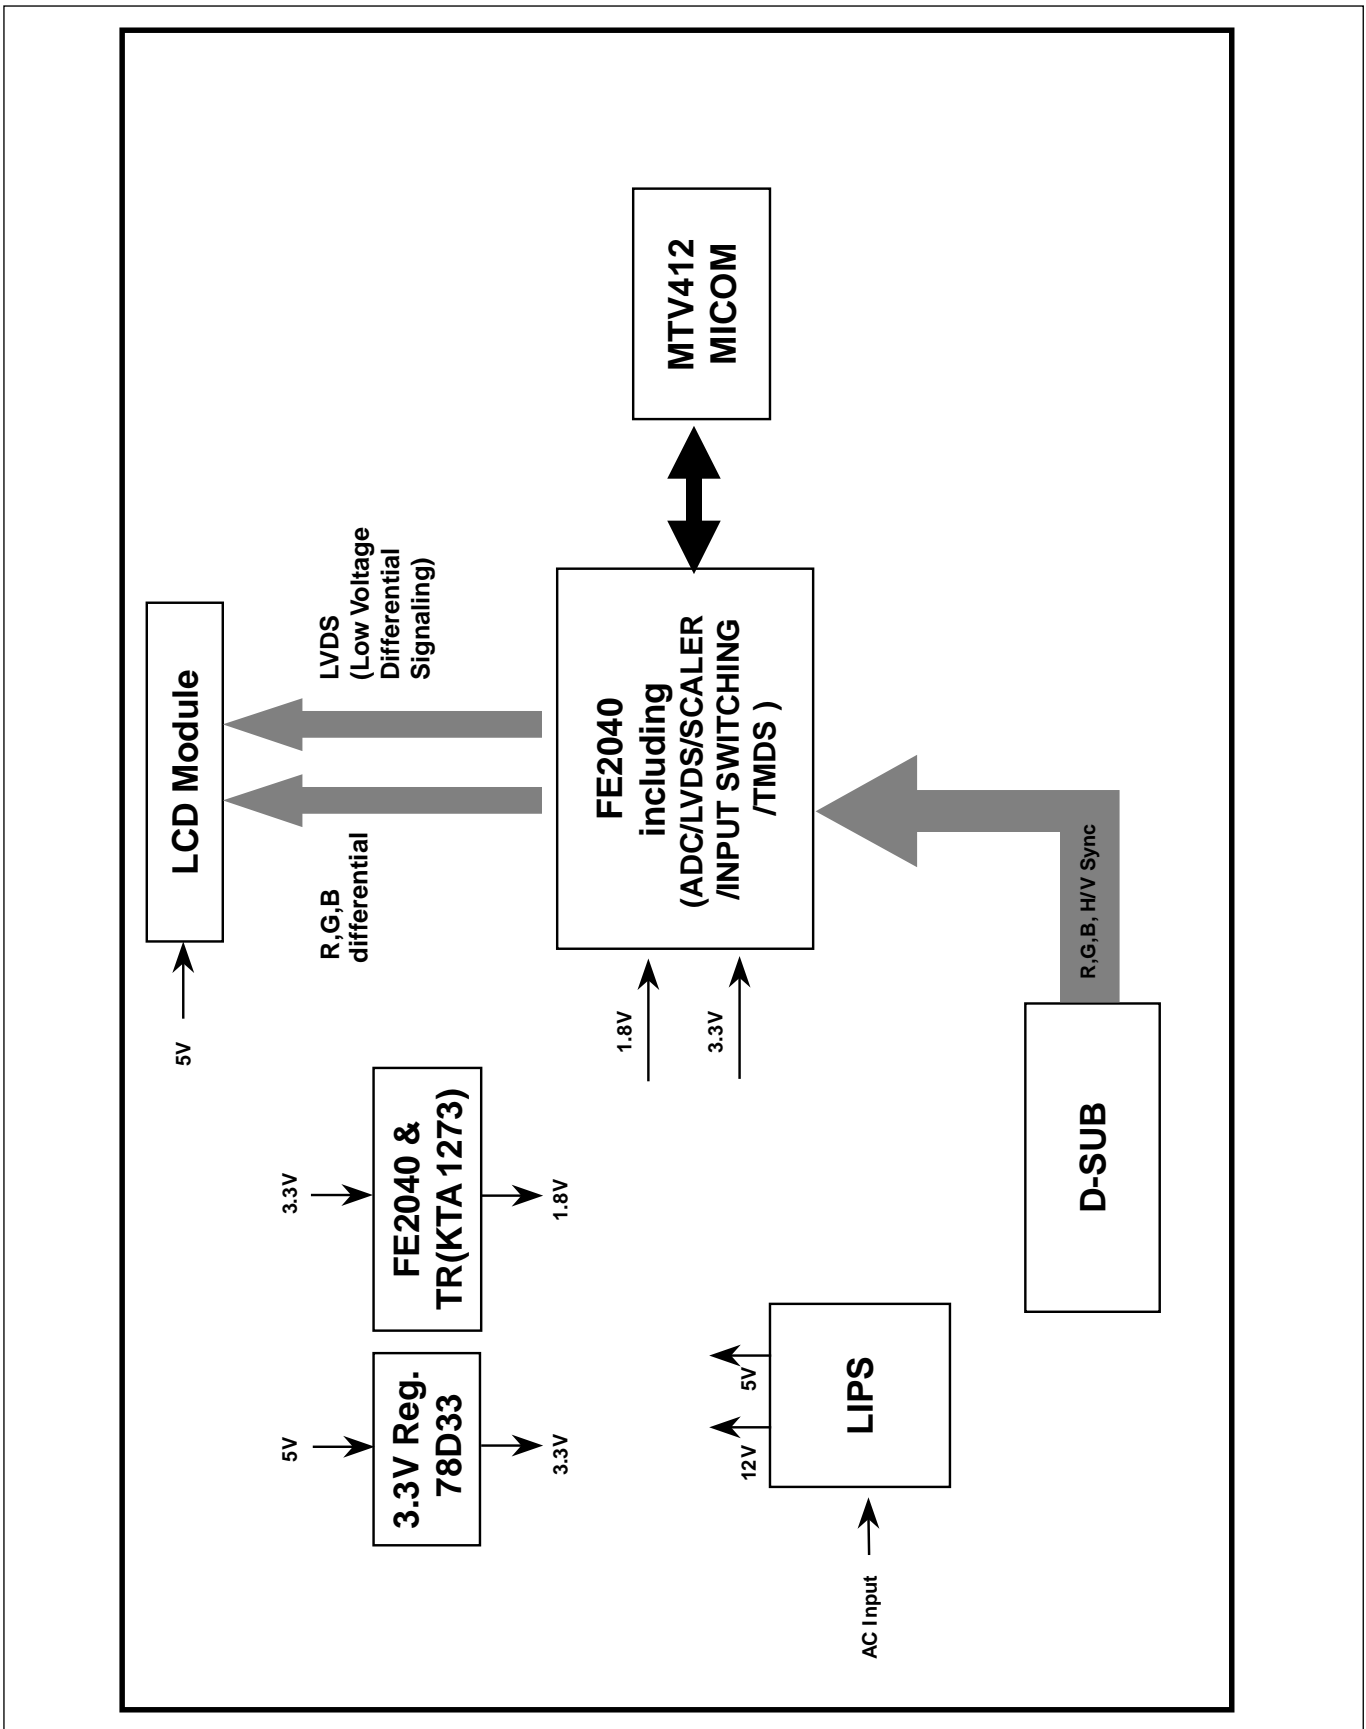 5V
LCD Module
R,G,B
differential
LVDS
(Low Voltage
Differential
Signaling)
5V
3.3V Reg.
78D33
3.3V
3.3V
FE2040 &
TR(KTA1273)
1.8V
1.8V
3.3V
FE2040
including
(ADC/LVDS/SCALER
/INPUT SWITCHING
/TMDS )
MTV412
MICOM
12V
5V
LIPS
AC Input
D-SUB
R,G,B, H/V Sync